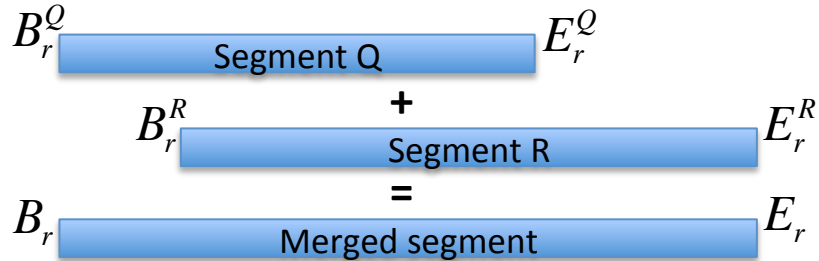 $B_r^Q$ Segment Q $E_r^Q$
+
$B_r^R$ Segment R $E_r^R$
=
$B_r$ Merged segment $E_r$